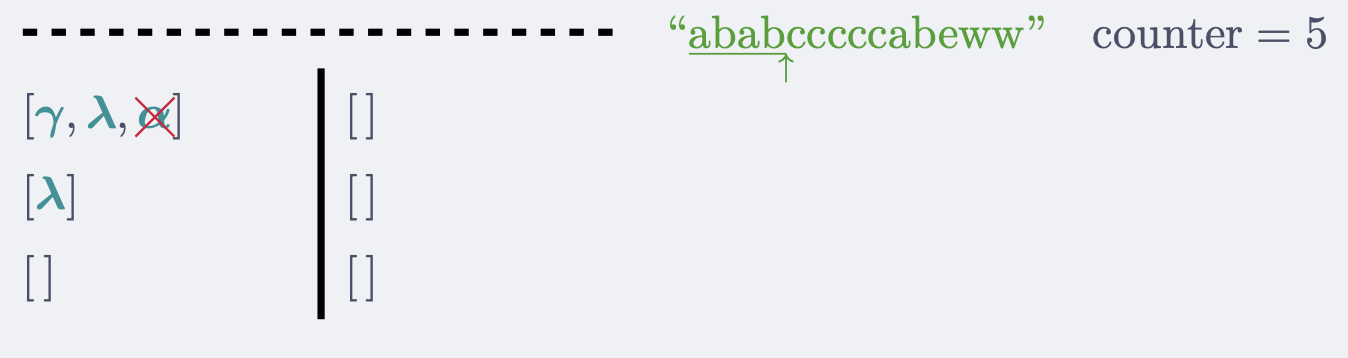 “ababcccccabeww” counter = 5
[γ, λ, α] []
[λ] []
[] []